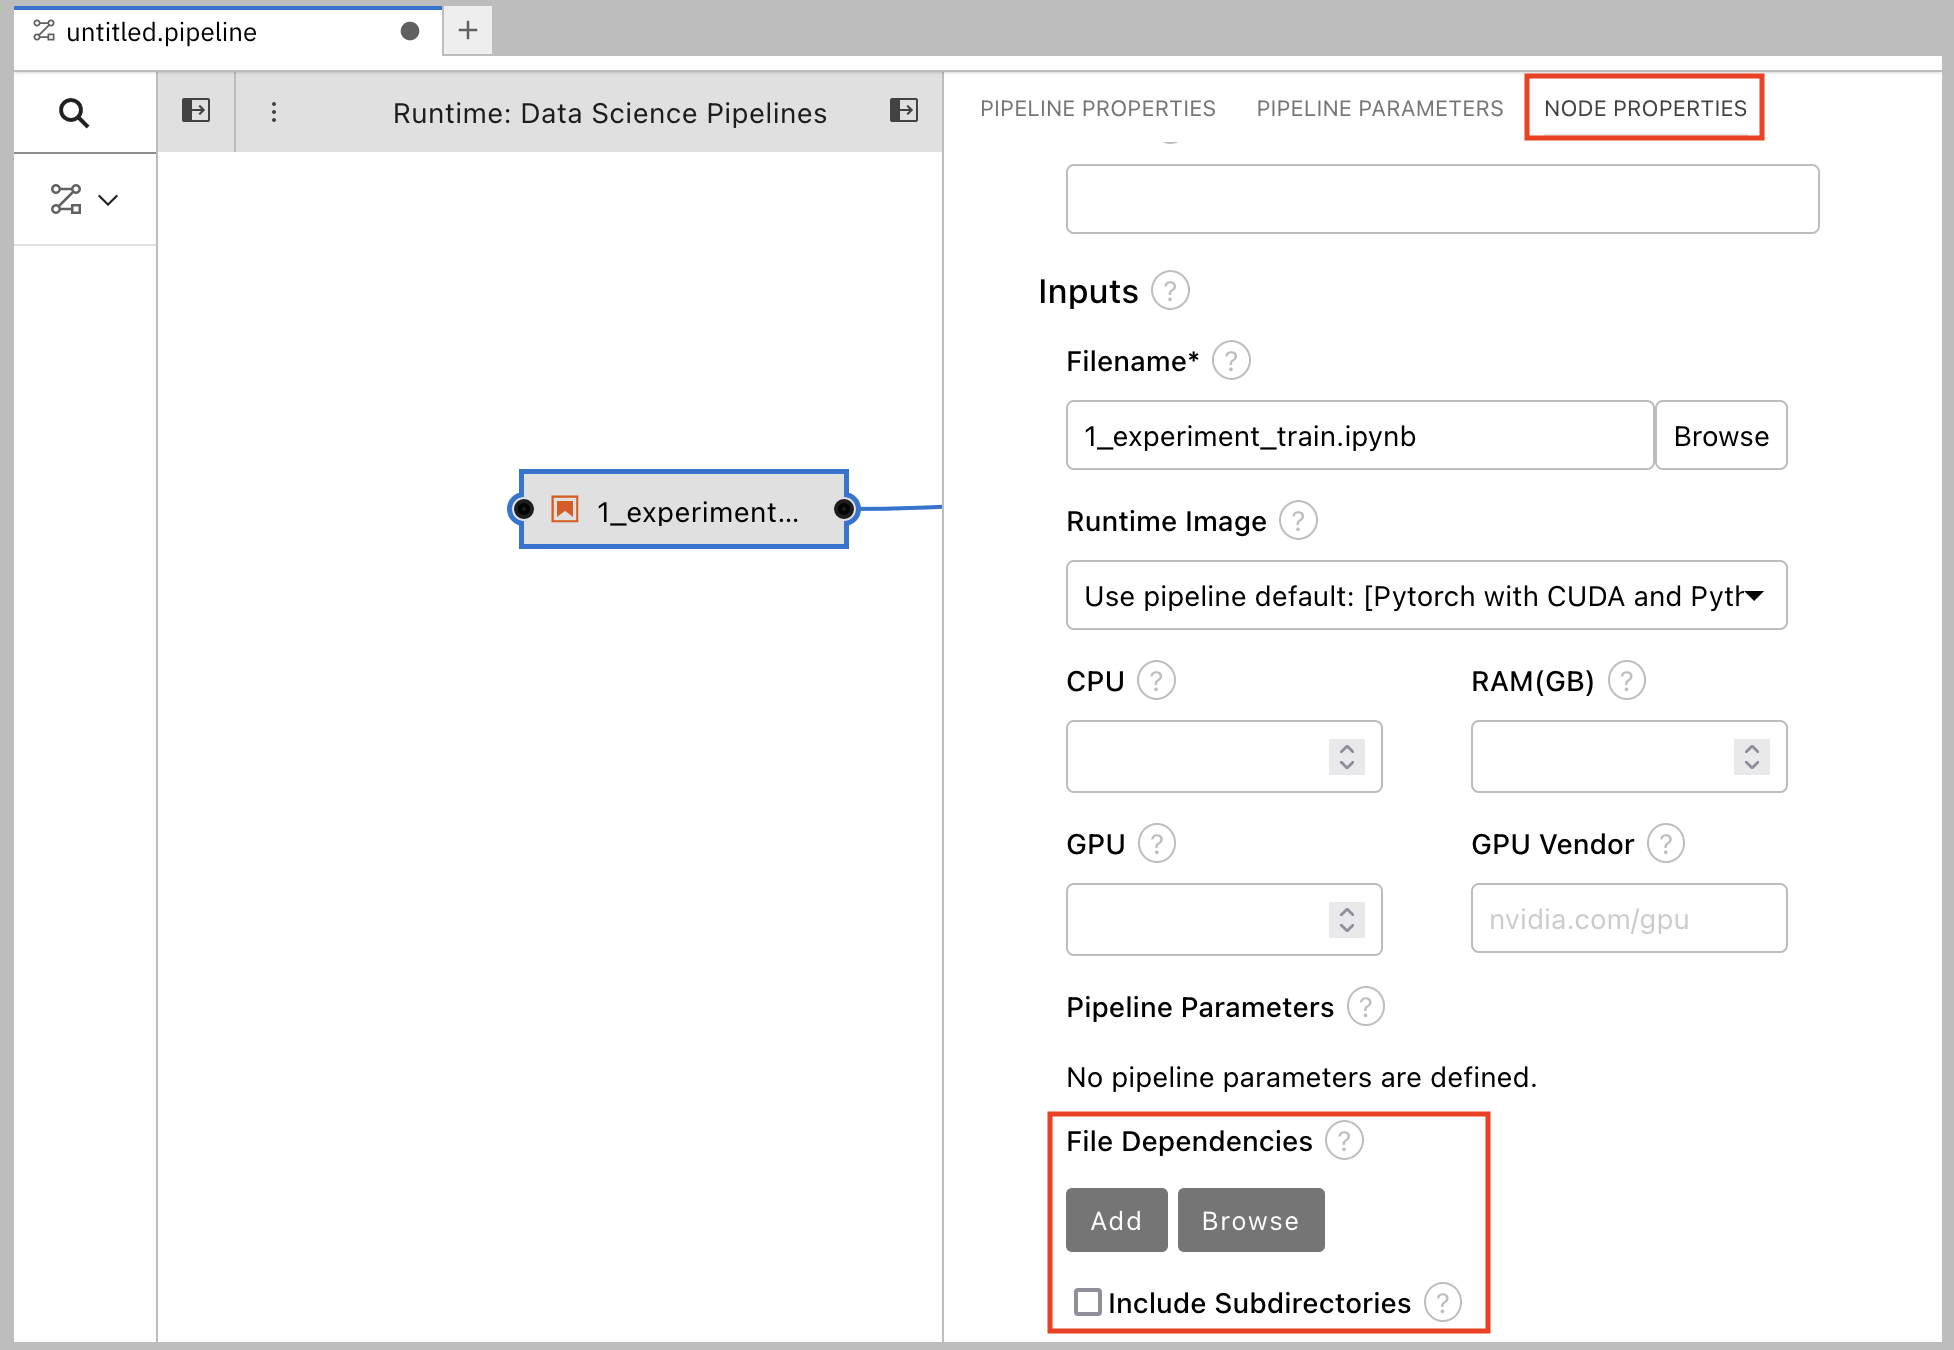 untitled.pipeline
Runtime: Data Science Pipelines
PIPELINE PROPERTIES PIPELINE PARAMETERS NODE PROPERTIES
Inputs ?
Filename* ?
1_experiment_train.ipynb Browse
1_experiment...
Runtime Image ?
Use pipeline default: [Pytorch with CUDA and Pyth
CPU ? RAM(GB) ?
GPU ? GPU Vendor ?
nvidia.com/gpu
Pipeline Parameters ?
No pipeline parameters are defined.
File Dependencies ?
Add Browse
Include Subdirectories ?